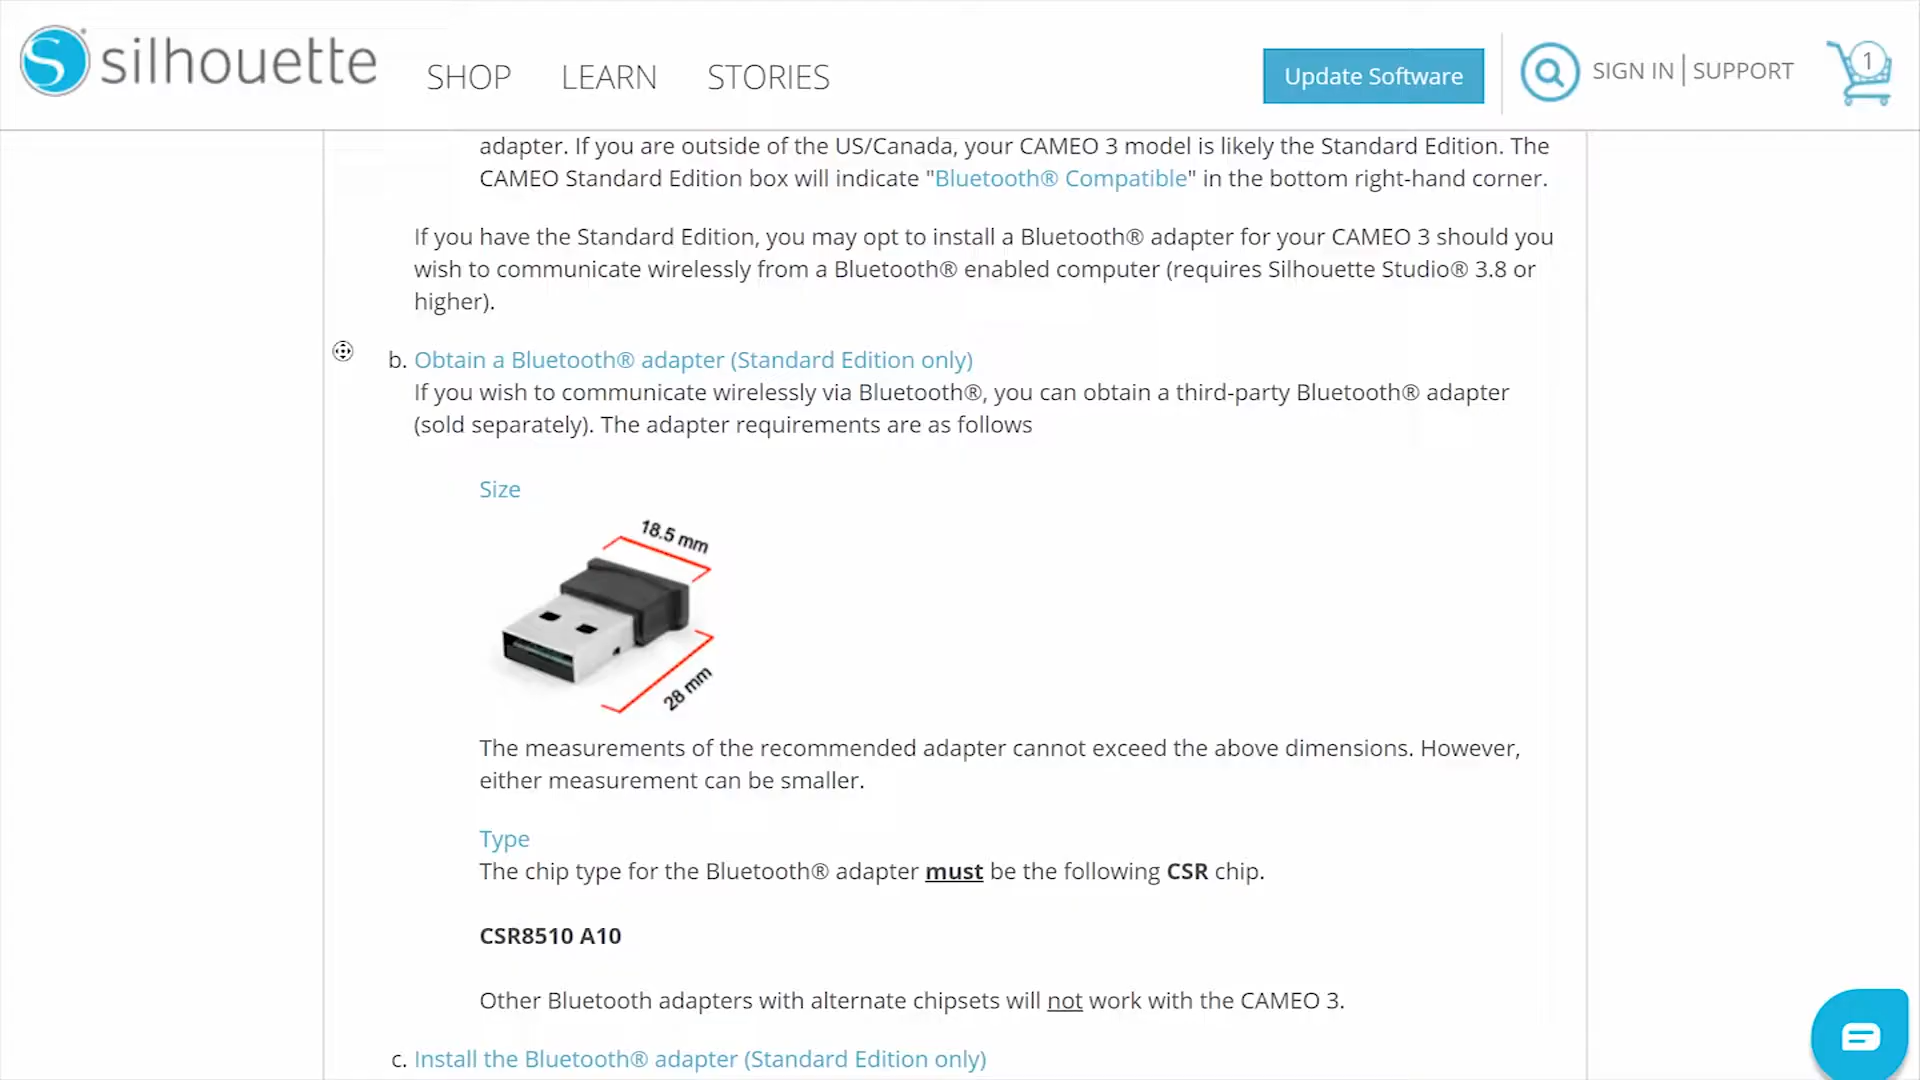 silhouette
SHOP LEARN STORIES
Update Software
SIGN IN | SUPPORT
1
adapter. If you are outside of the US/Canada, your CAMEO 3 model is likely the Standard Edition. The
CAMEO Standard Edition box will indicate "Bluetooth® Compatible" in the bottom right-hand corner.
If you have the Standard Edition, you may opt to install a Bluetooth® adapter for your CAMEO 3 should you
wish to communicate wirelessly from a Bluetooth® enabled computer (requires Silhouette Studio® 3.8 or
higher).
b. Obtain a Bluetooth® adapter (Standard Edition only)
If you wish to communicate wirelessly via Bluetooth®, you can obtain a third-party Bluetooth® adapter
(sold separately). The adapter requirements are as follows
Size
18.5 mm
28 mm
The measurements of the recommended adapter cannot exceed the above dimensions. However,
either measurement can be smaller.
Type
The chip type for the Bluetooth® adapter must be the following CSR chip.
CSR8510 A10
Other Bluetooth adapters with alternate chipsets will not work with the CAMEO 3.
c. Install the Bluetooth® adapter (Standard Edition only)